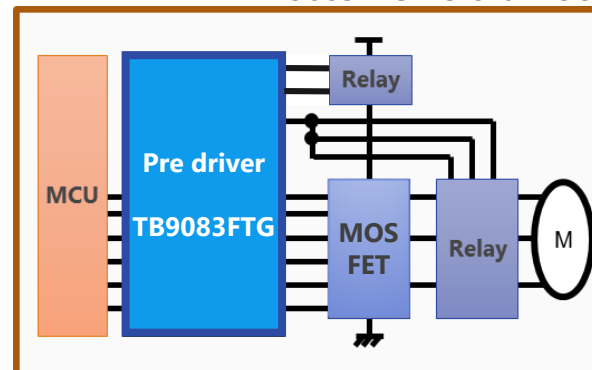 Relay
Pre driver
MCU
TB9083FTG
MOS
FET
Relay
M